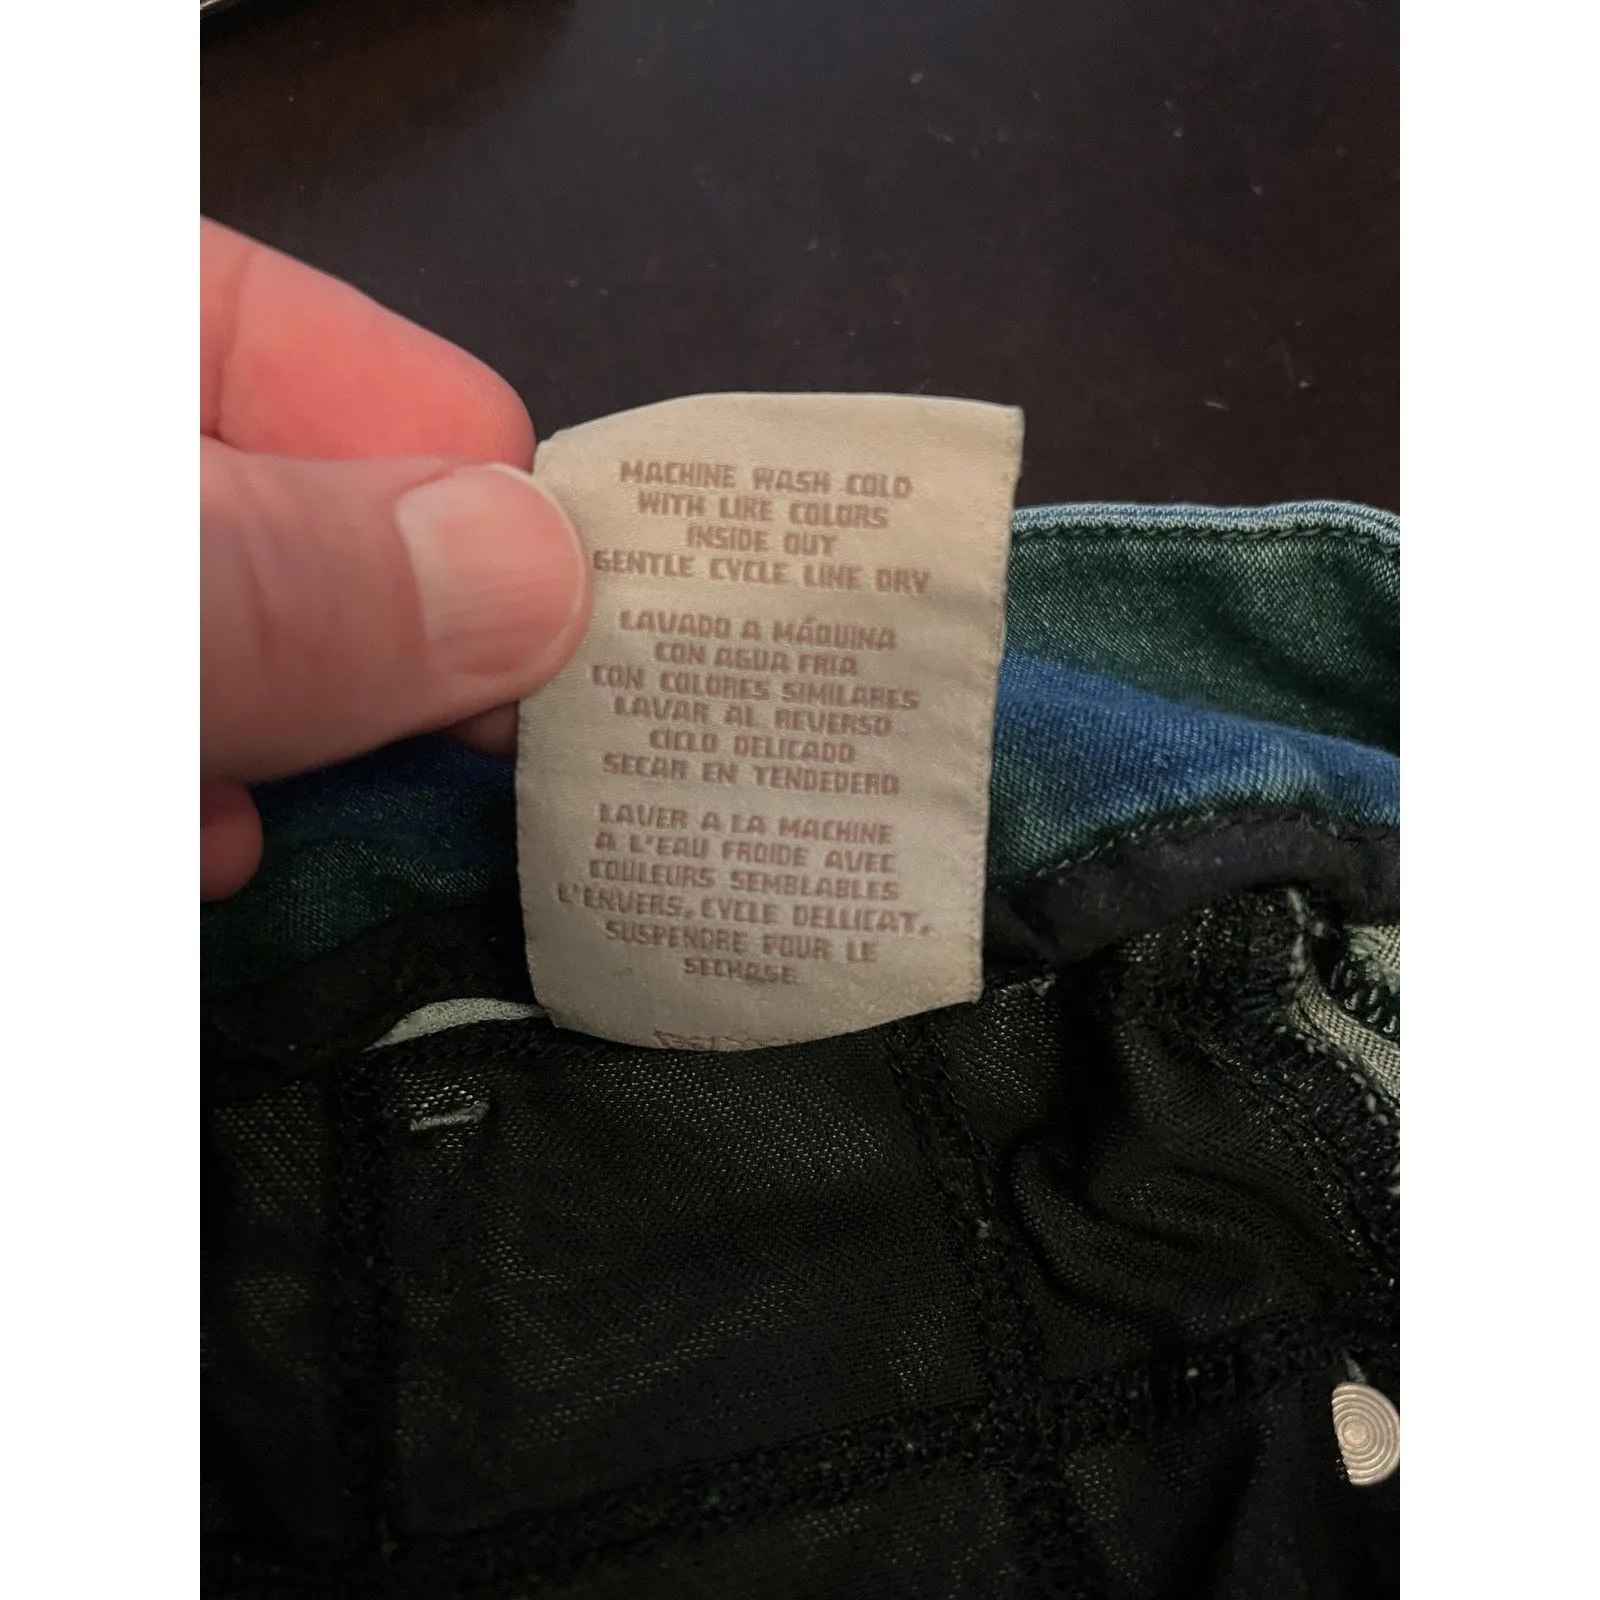 MACHINE WASH COLD
WITH LIKE COLORS
INSIDE OUT
GENTLE CYCLE LINE DRY
LAVADO A MÁQUINA
CON AGUA FRIA
CON COLORES SIMILARES
LAVAR AL REVERSO
CICLO DELICADO
SECAR EN TENDEDERO
LAVER A LA MACHINE
A L'EAU FROIDE AVEC
COULEURS SEMBLABLES
L'ENVERS, CYCLE DELLICAT,
SUSPENDRE POUR LE
SECHAGE